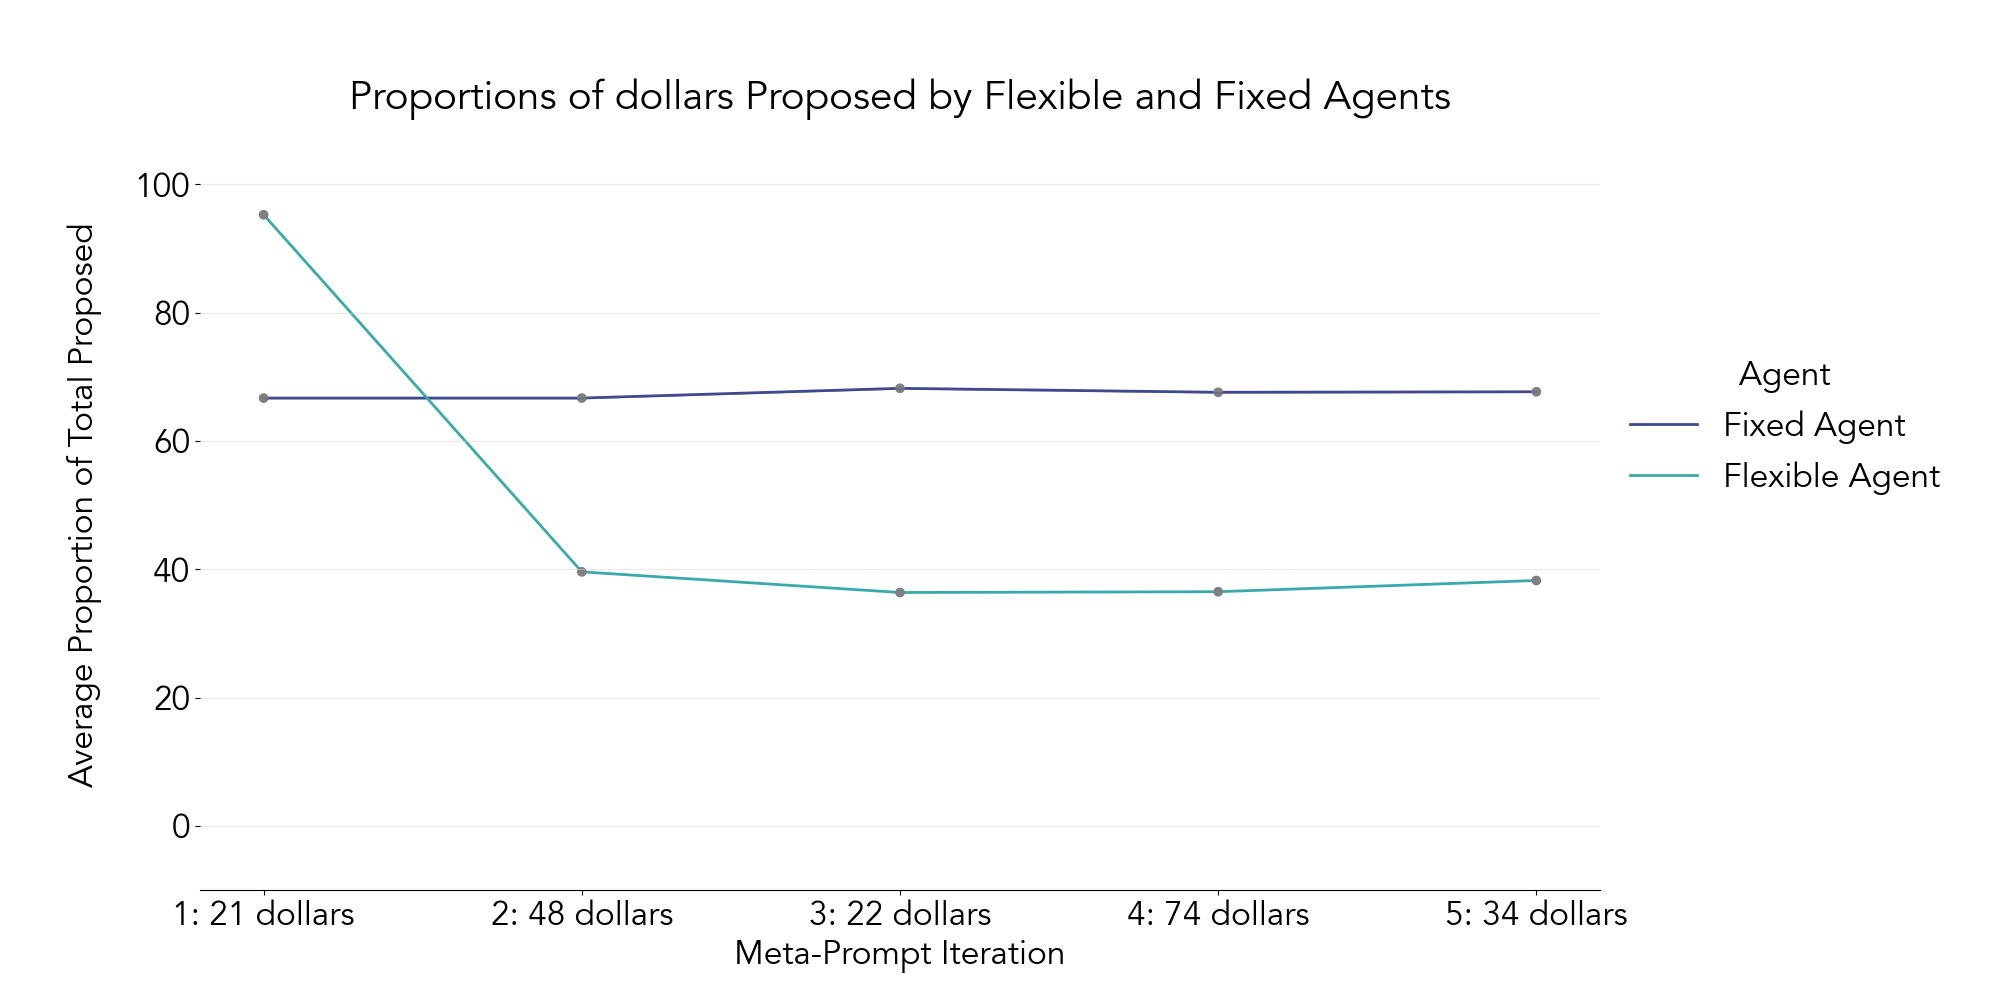 Proportions of dollars Proposed by Flexible and Fixed Agents
Average Proportion of Total Proposed
100
80
60
40
20
0
1: 21 dollars
2: 48 dollars
3: 22 dollars
4: 74 dollars
5: 34 dollars
Meta-Prompt Iteration
Agent
Fixed Agent
Flexible Agent